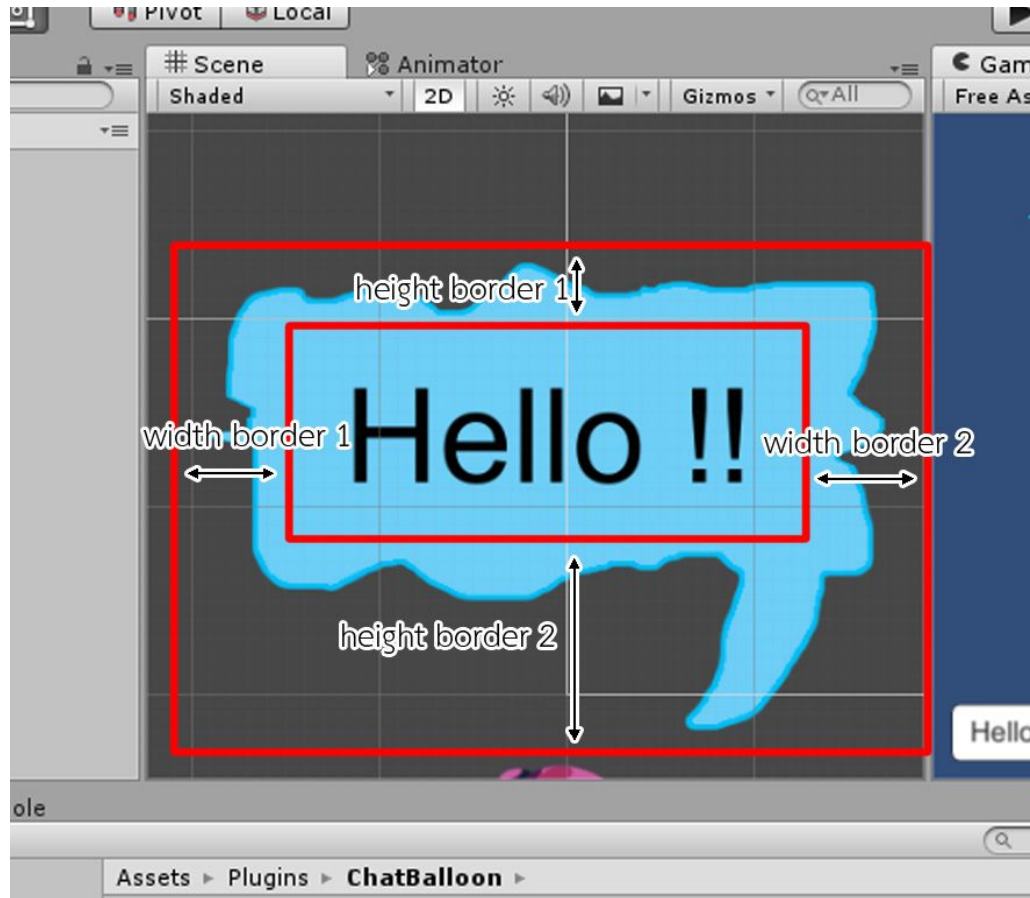 Pivot Local
Scene Animator
Shaded 2D Gizmos All
Free As
height border 1
Hello !!
width border 1
width border 2
height border 2
Hello
ole
Assets Plugins ChatBalloon